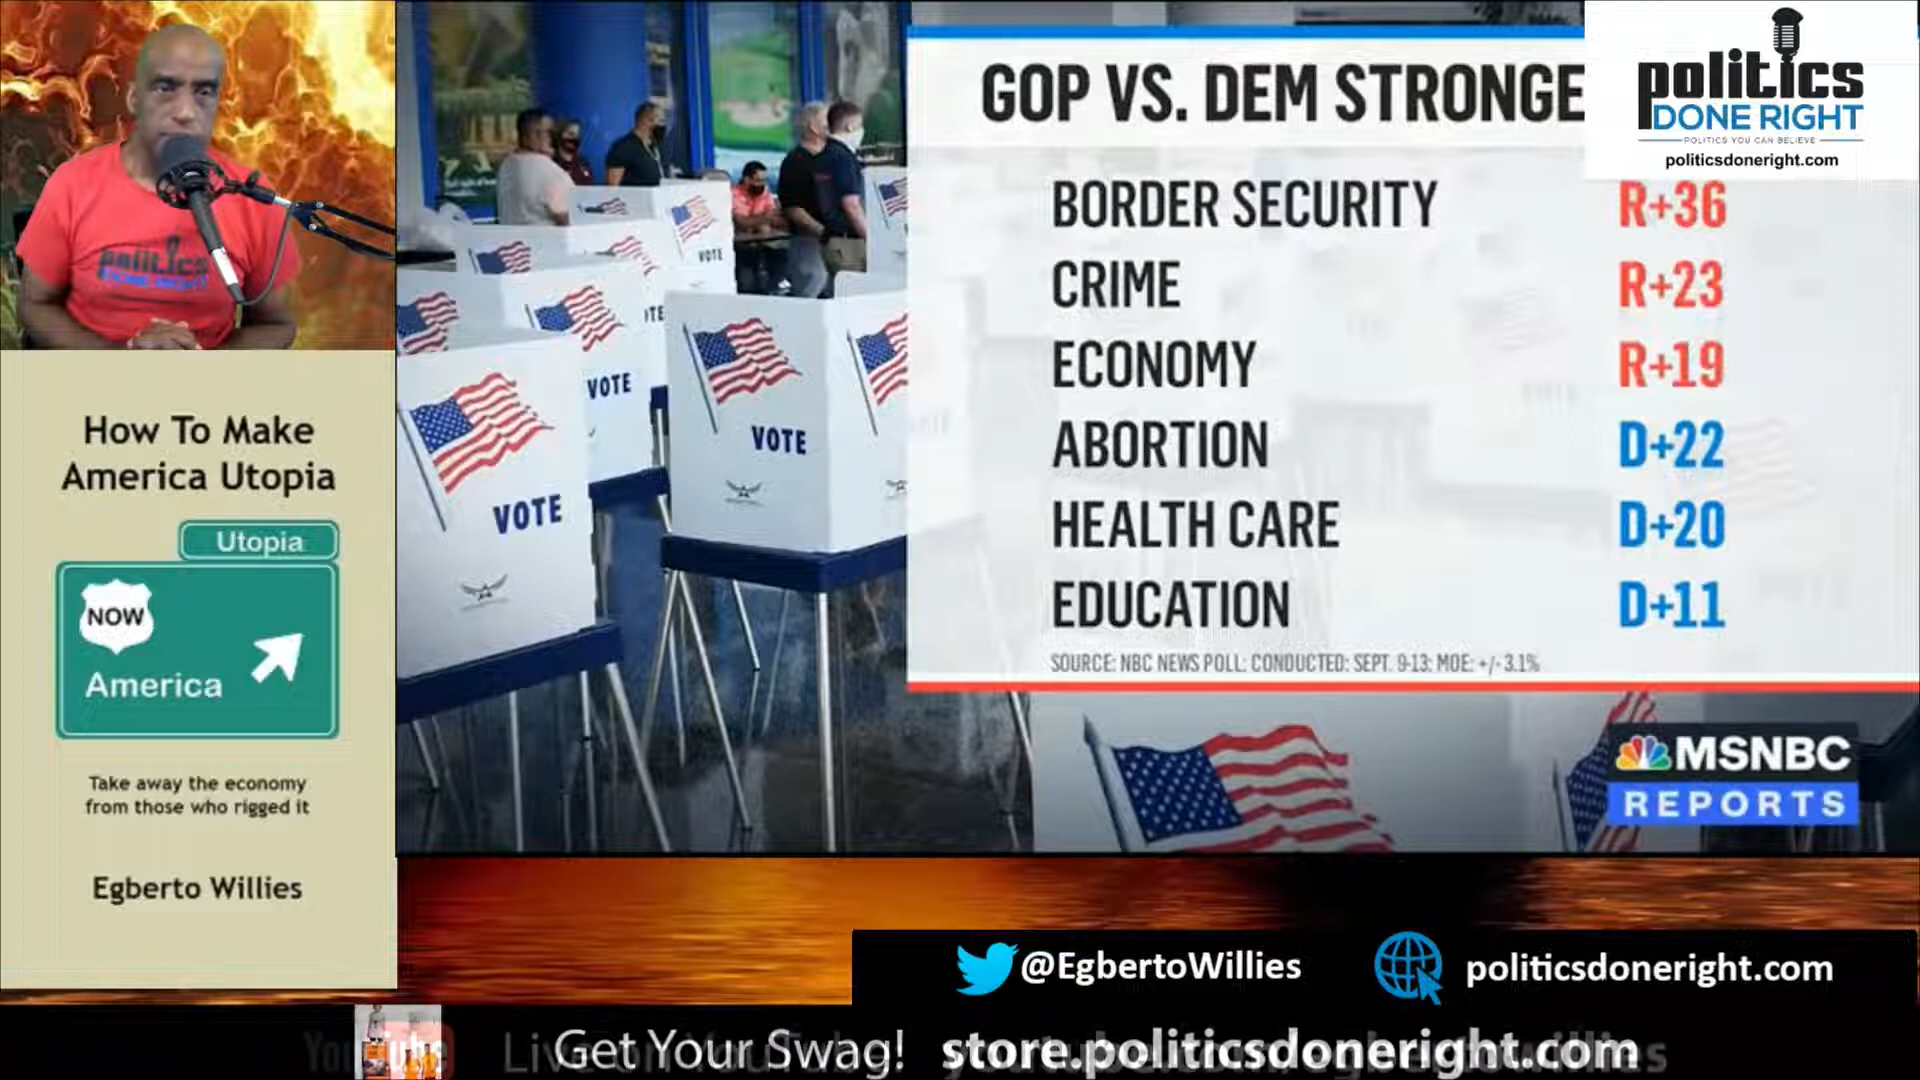 politics
DONE RIGHT
How To Make
America Utopia
Utopia
NOW
America
Take away the economy
from those who rigged it
Egberto Willies
VOTE
VOTE
VOTE
VOTE
GOP VS. DEM STRONGE
BORDER SECURITY R+36
CRIME R+23
ECONOMY R+19
ABORTION D+22
HEALTH CARE D+20
EDUCATION D+11
SOURCE: NBC NEWS POLL; CONDUCTED: SEPT. 9-13; MOE: +/- 3.1%
politics
DONE RIGHT
POLITICS YOU CAN BELIEVE
politicsdoneright.com
MSNBC
REPORTS
@EgbertoWillies politicsdoneright.com
Get Your Swag! store.politicsdoneright.com